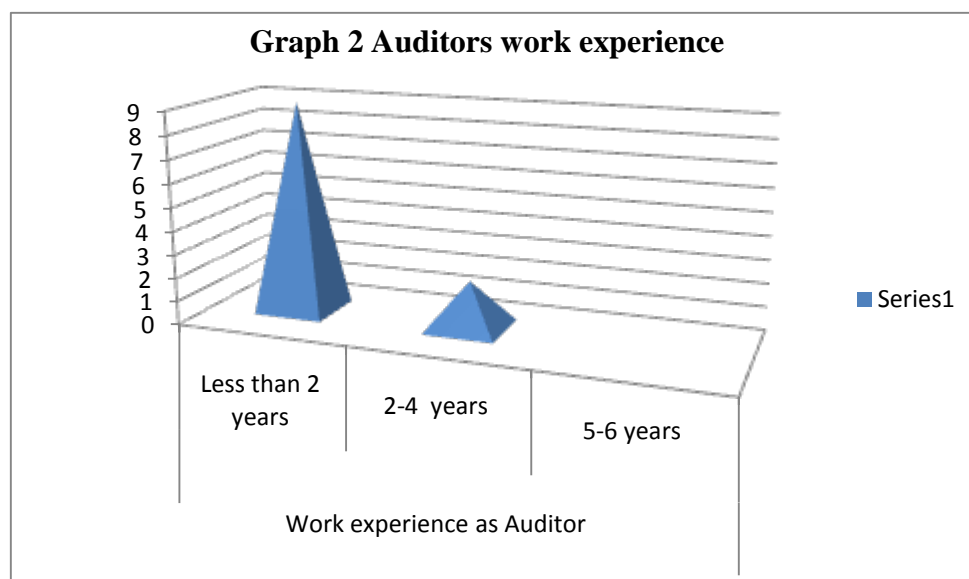 Graph 2 Auditors work experience
9
8
7
6
5
4
3
2
1
0
Series1
Less than 2
years
2-4 years
5-6 years
Work experience as Auditor